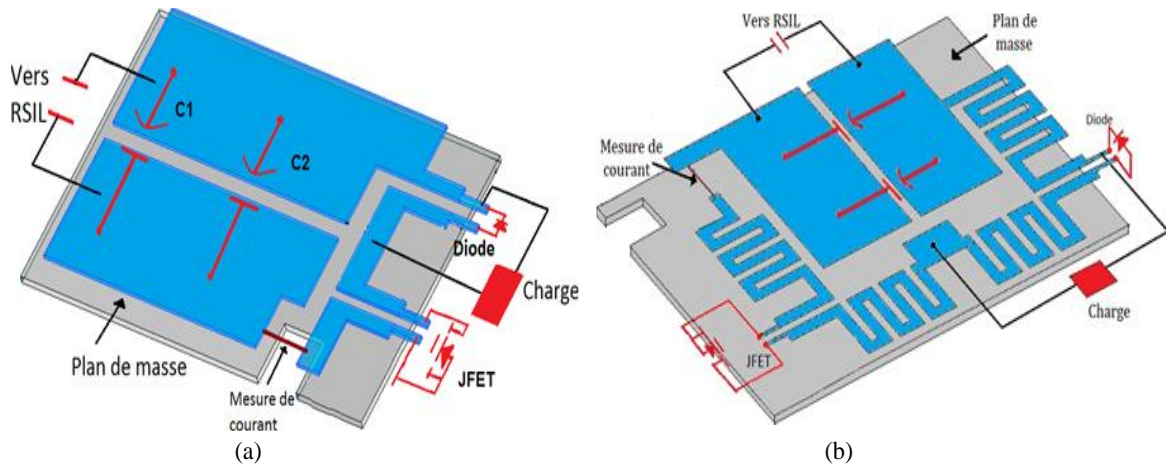 Vers
RSIL
C1
C2
Diode
Charge
Plan de masse
Mesure de
courant
JFET
(a)
Vers RSIL
Plan de
masse
Diode
Mesure de
courant
Charge
JFET
(b)